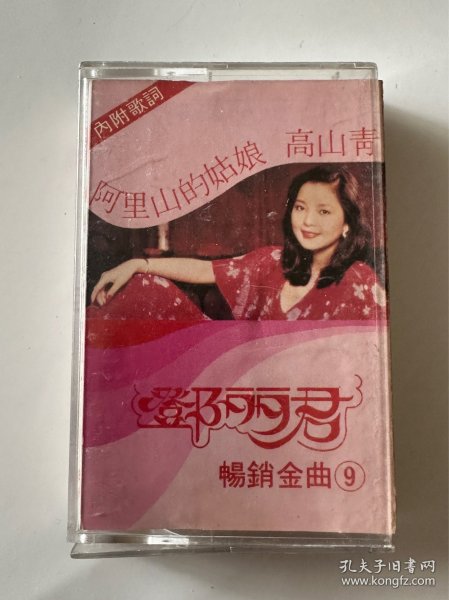 內附歌詞
阿里山的姑娘 高山青
鄧丽君
暢銷金曲⑨
孔夫子旧书网
www.kongfz.com